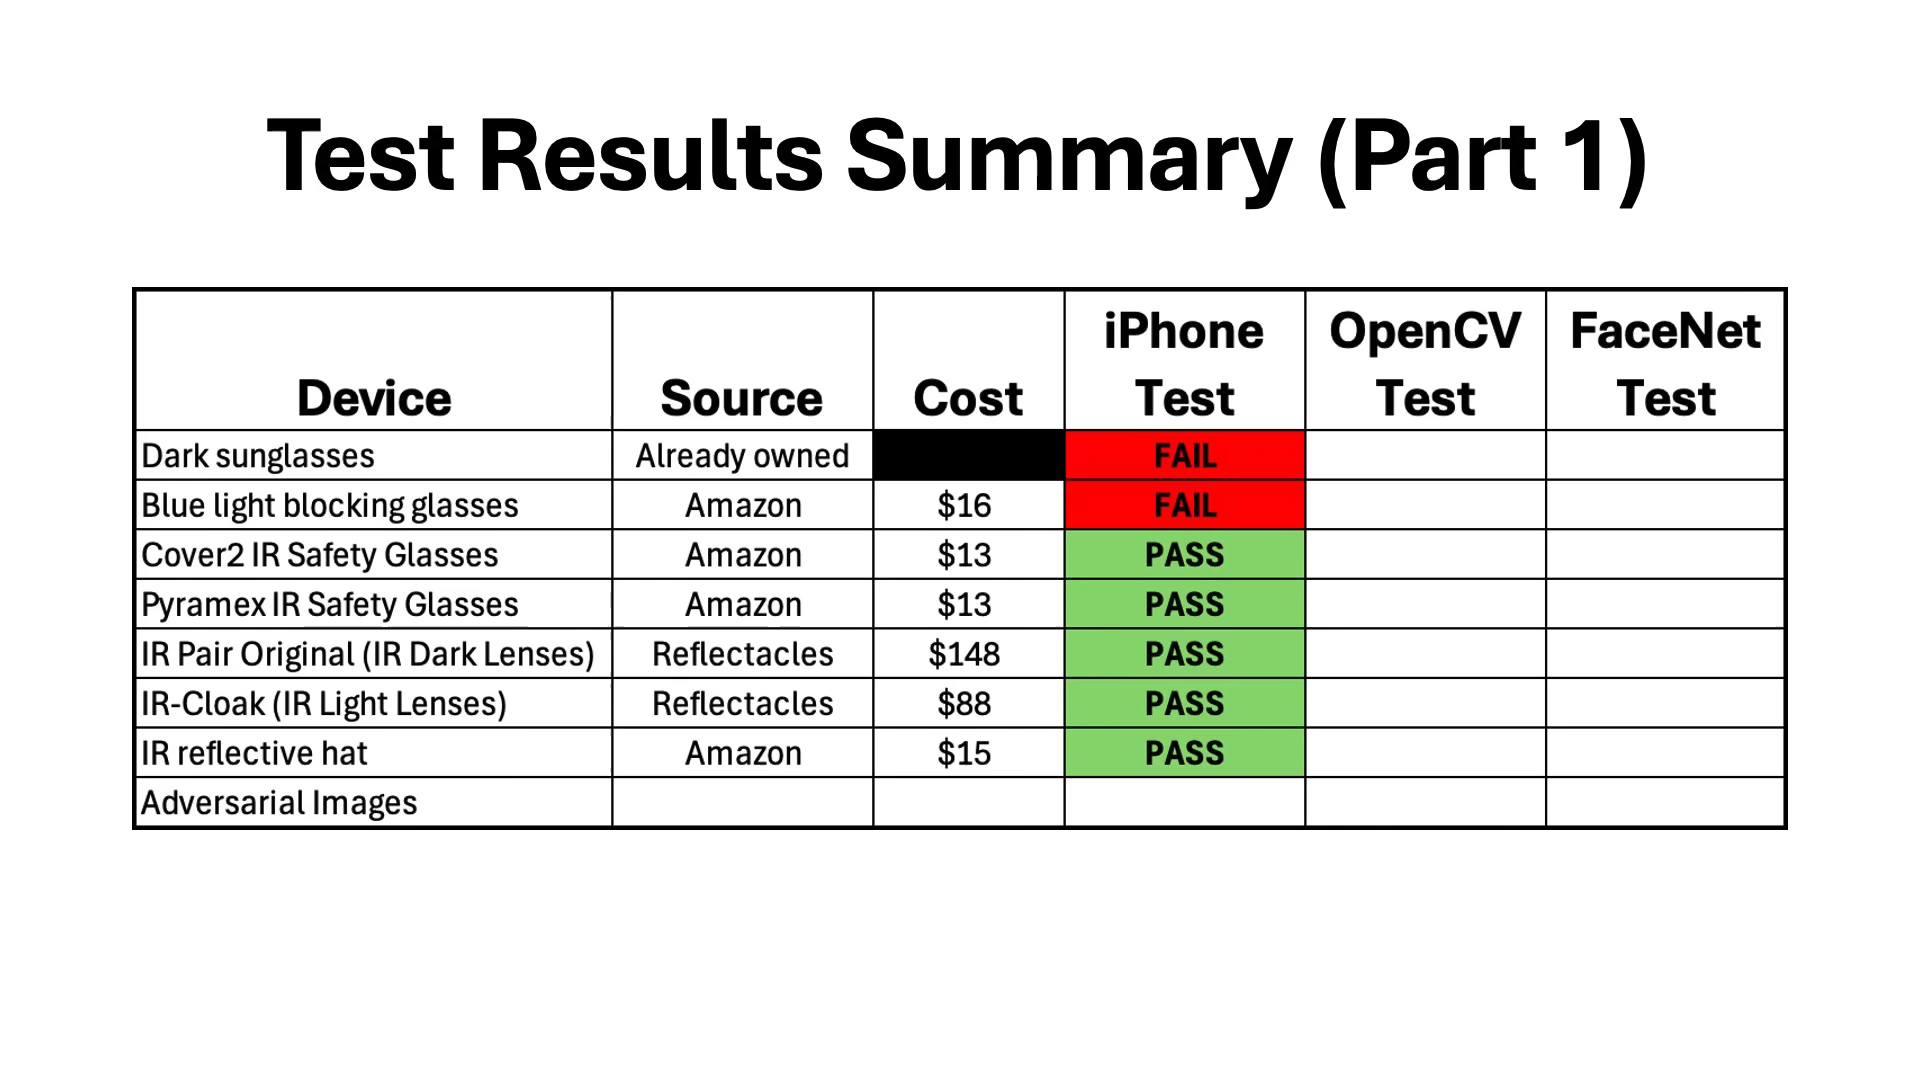 Test Results Summary (Part 1)
Device Source Cost iPhone Test OpenCV Test FaceNet Test
Dark sunglasses Already owned FAIL
Blue light blocking glasses Amazon $16 FAIL
Cover2 IR Safety Glasses Amazon $13 PASS
Pyramex IR Safety Glasses Amazon $13 PASS
IR Pair Original (IR Dark Lenses) Reflectacles $148 PASS
IR-Cloak (IR Light Lenses) Reflectacles $88 PASS
IR reflective hat Amazon $15 PASS
Adversarial Images